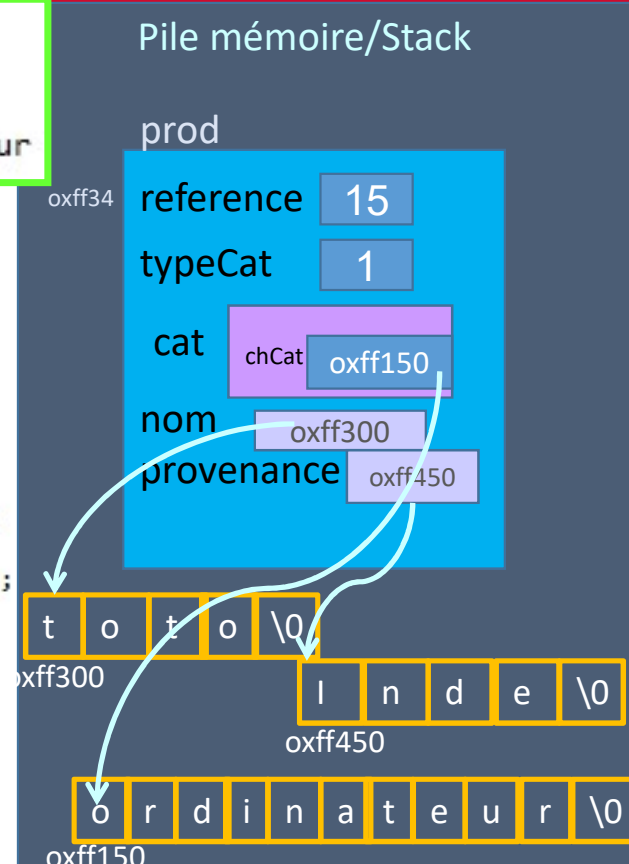 Pile mémoire/Stack
ur
prod
oxff34 reference 15
typeCat 1
cat chCat oxff150
nom oxff300
provenance oxff450
;
t o t o \0
oxff300
I n d e \0
oxff450
o r d i n a t e u r \0
oxff150